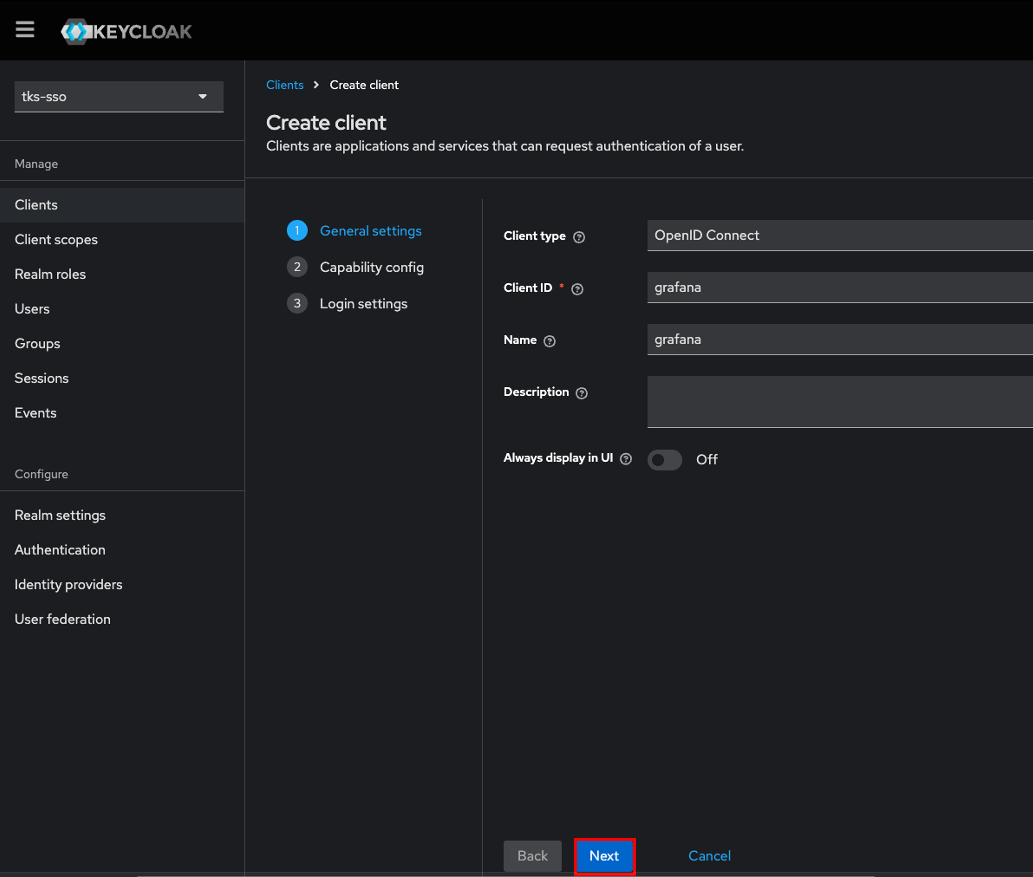 KEYCLOAK
tks-sso
Manage
Clients
Client scopes
Realm roles
Users
Groups
Sessions
Events
Configure
Realm settings
Authentication
Identity providers
User federation
Clients > Create client
Create client
Clients are applications and services that can request authentication of a user.
1 General settings
2 Capability config
3 Login settings
Client type ? OpenID Connect
Client ID * ? grafana
Name ? grafana
Description ?
Always display in UI ? Off
Back Next Cancel